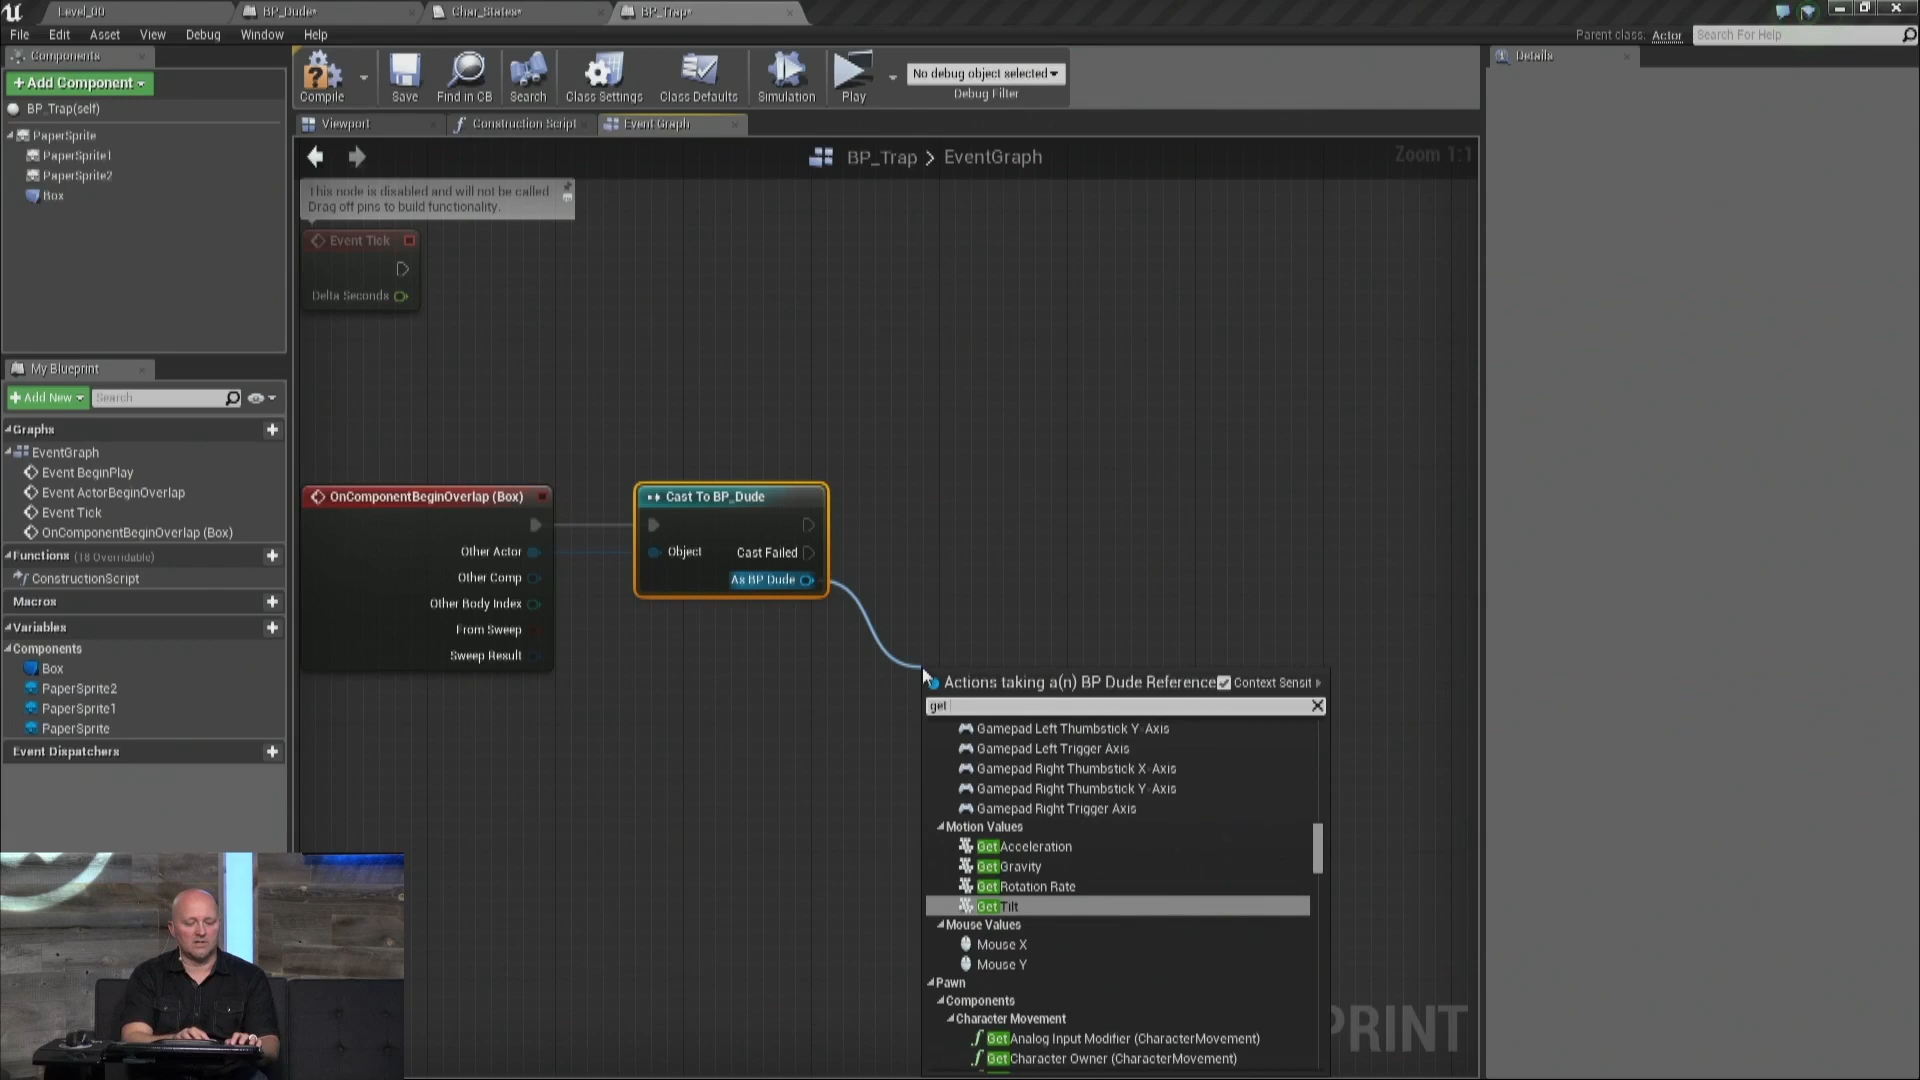 Level_00
BP_Dude*
Char_States*
BP_Trap*
File Edit Asset View Debug Window Help
Parent class: Actor Search For Help
Components
Details
+Add Component
BP_Trap(self)
PaperSprite
PaperSprite1
PaperSprite2
Box
Compile
Save
Find in CB
Search
Class Settings
Class Defaults
Simulation
Play
No debug object selected
Debug Filter
Viewport
Construction Script
Event Graph
BP_Trap > EventGraph
Zoom 1:1
This node is disabled and will not be called.
Drag off pins to build functionality.
Event Tick
Delta Seconds
My Blueprint
+Add New Search
Graphs
EventGraph
Event BeginPlay
Event ActorBeginOverlap
Event Tick
OnComponentBeginOverlap (Box)
Functions (18 Overridable)
ConstructionScript
Macros
Variables
Components
Box
PaperSprite2
PaperSprite1
PaperSprite
Event Dispatchers
OnComponentBeginOverlap (Box)
Other Actor
Other Comp
Other Body Index
From Sweep
Sweep Result
Cast To BP_Dude
Object
Cast Failed
As BP Dude
Actions taking a(n) BP Dude Reference Context Sensit
get
Gamepad Left Thumbstick Y-Axis
Gamepad Left Trigger Axis
Gamepad Right Thumbstick X-Axis
Gamepad Right Thumbstick Y-Axis
Gamepad Right Trigger Axis
Motion Values
Get Acceleration
Get Gravity
Get Rotation Rate
Get Tilt
Mouse Values
Mouse X
Mouse Y
Pawn
Components
Character Movement
Get Analog Input Modifier (CharacterMovement)
Get Character Owner (CharacterMovement)
PRINT